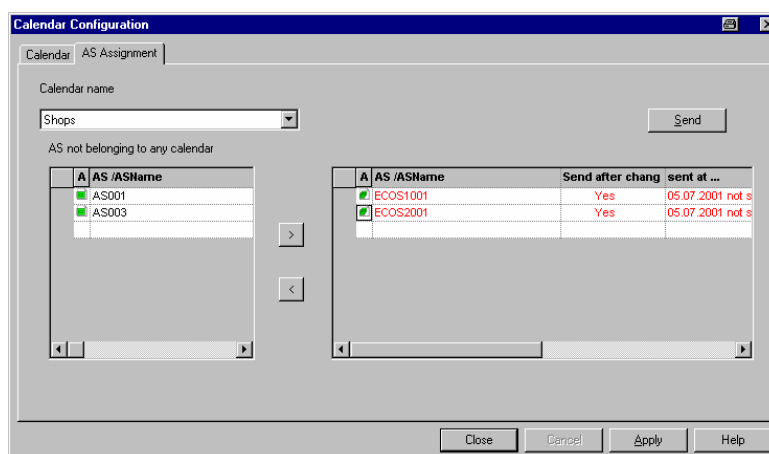 Calendar Configuration
Calendar AS Assignment
Calendar name
Shops
Send
AS not belonging to any calendar
A AS /ASName
AS001
AS003
A AS /ASName Send after chang sent at ...
ECOS1001 Yes 05.07.2001 not s
ECOS2001 Yes 05.07.2001 not s
>
<
Close Cancel Apply Help